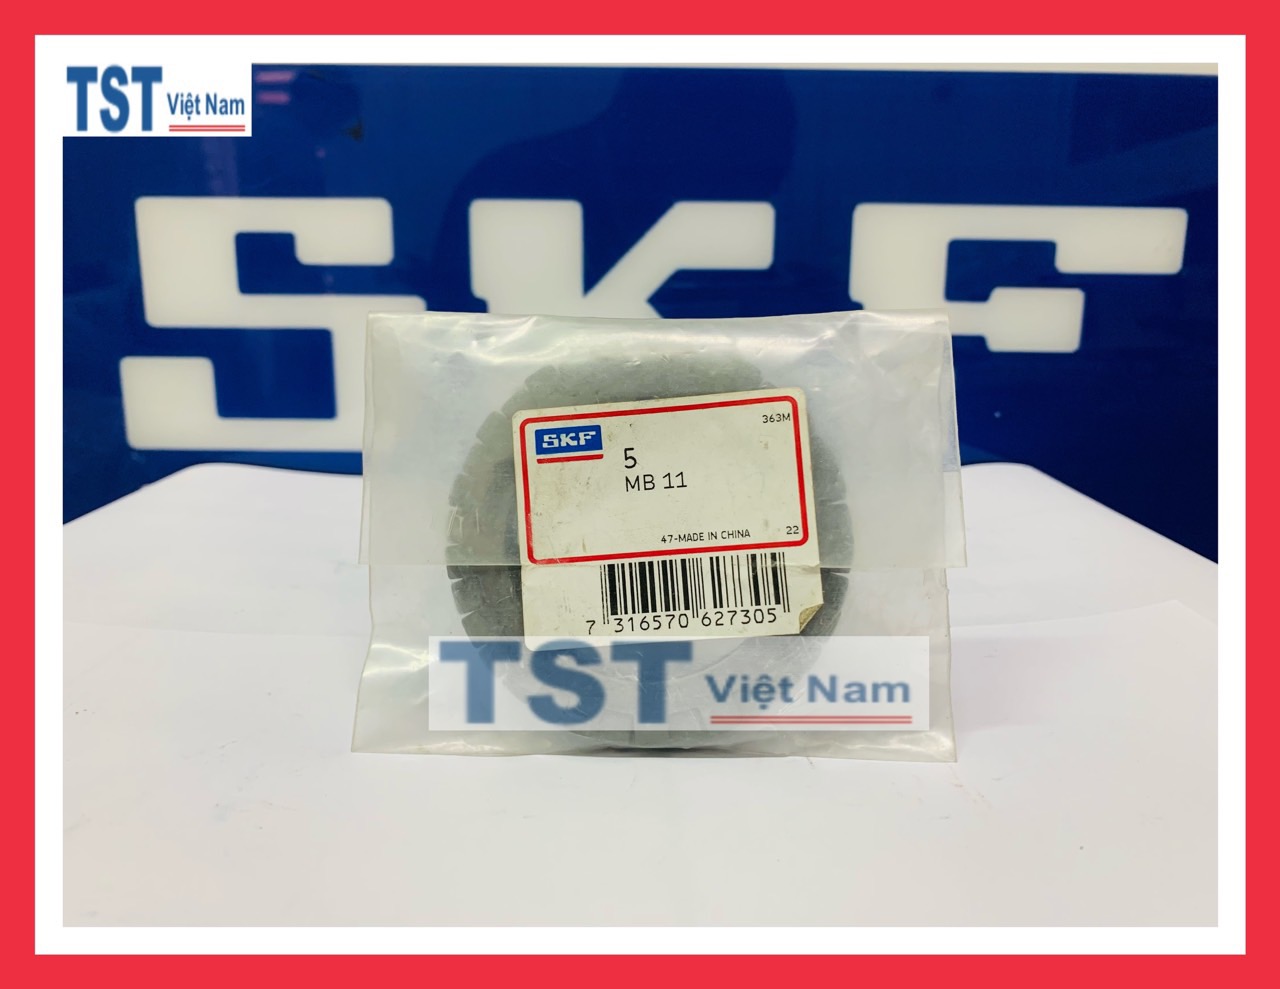 TST Việt Nam
SKF
363M
SKF
5
MB 11
47-MADE IN CHINA 22
7 316570 627305
TST Việt Nam